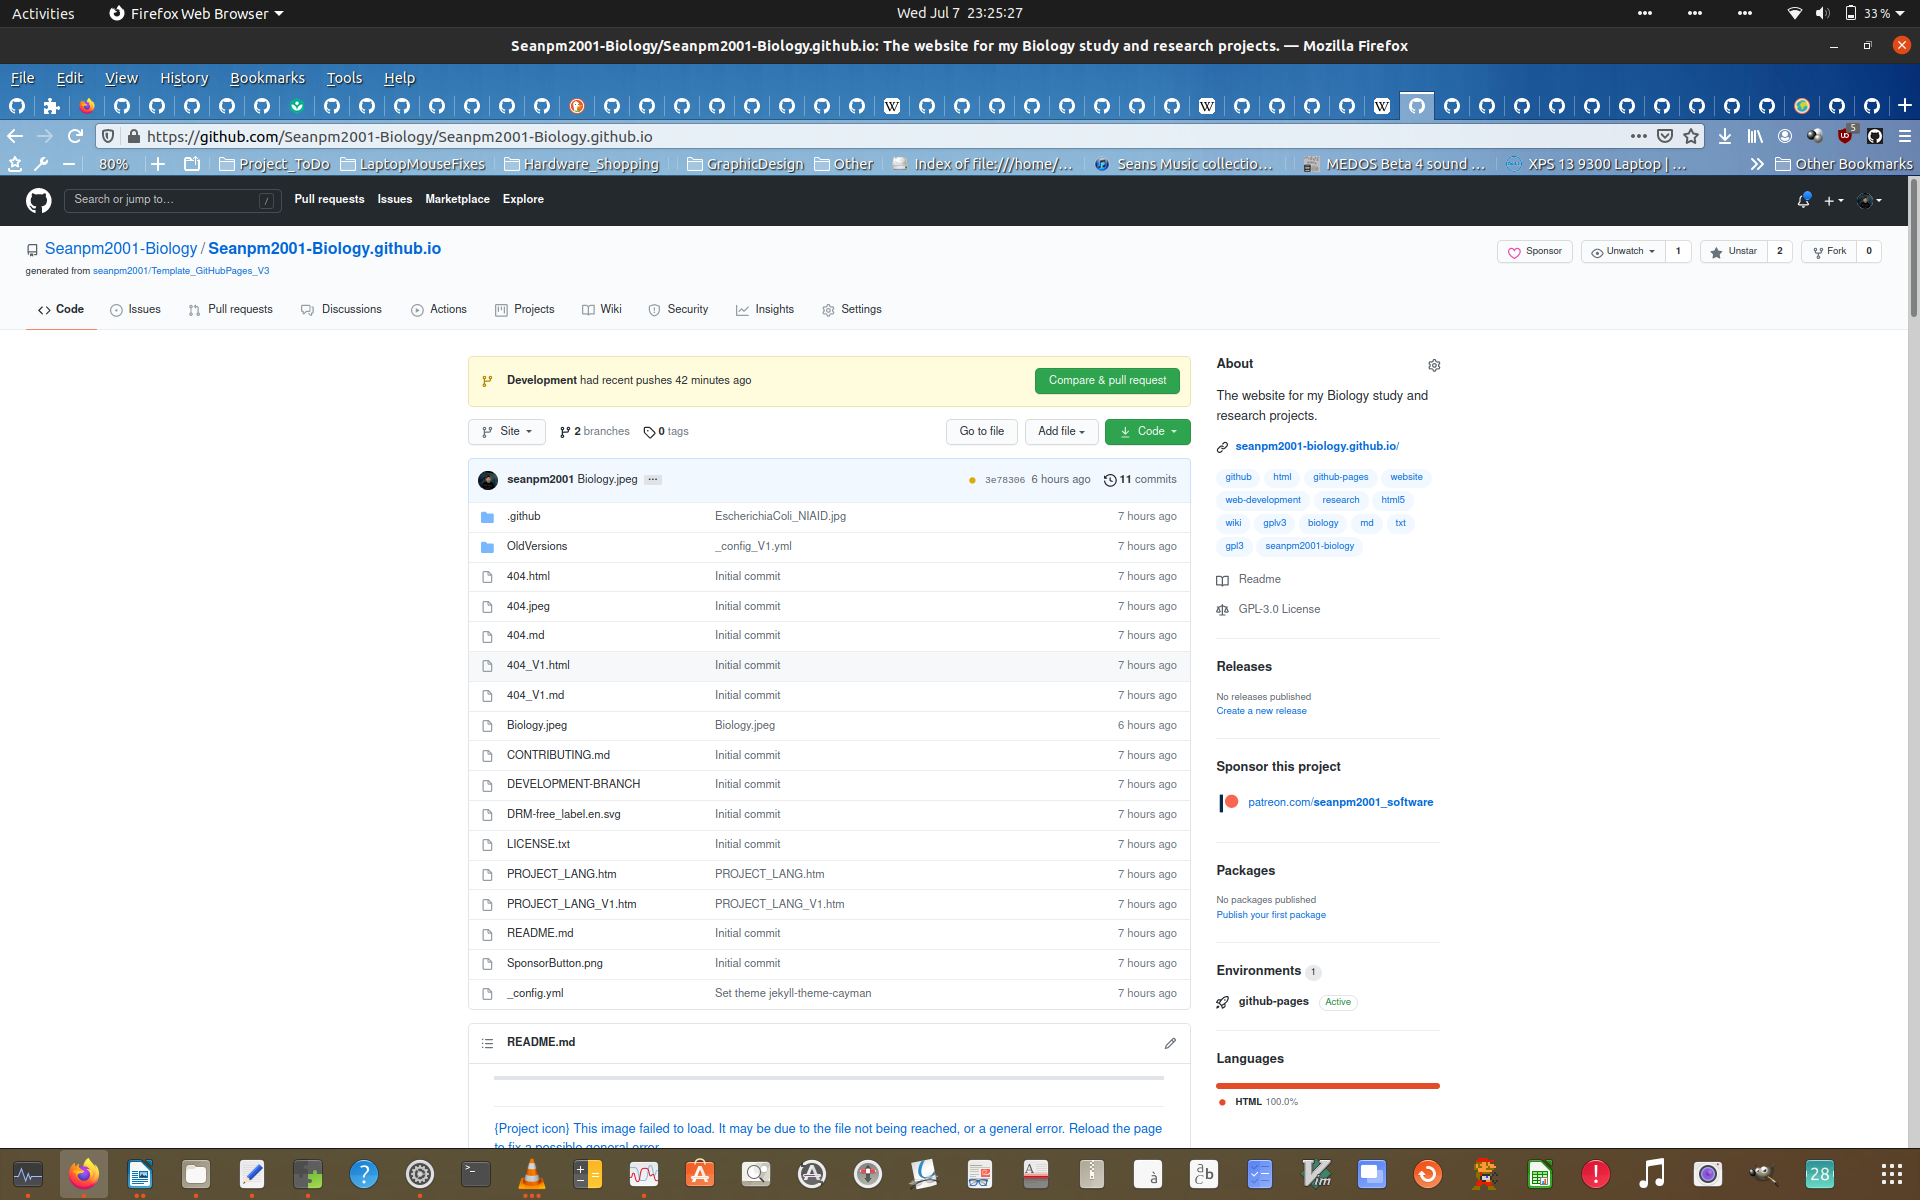 Activities
Firefox Web Browser
Wed Jul 7 23:25:27
33 %
Seanpm2001-Biology/Seanpm2001-Biology.github.io: The website for my Biology study and research projects. — Mozilla Firefox
File Edit View History Bookmarks Tools Help
https://github.com/Seanpm2001-Biology/Seanpm2001-Biology.github.io
5
80%
Project_ToDo LaptopMouseFixes Hardware_Shopping GraphicDesign Other Index of file:///home/… Seans Music collectio… MEDOS Beta 4 sound … XPS 13 9300 Laptop | … Other Bookmarks
Search or jump to… / Pull requests Issues Marketplace Explore
Seanpm2001-Biology / Seanpm2001-Biology.github.io
Sponsor Unwatch 1 Unstar 2 Fork 0
generated from seanpm2001/Template_GitHubPages_V3
Code Issues Pull requests Discussions Actions Projects Wiki Security Insights Settings
Development had recent pushes 42 minutes ago
Compare & pull request
Site 2 branches 0 tags Go to file Add file Code
seanpm2001 Biology.jpeg 3e78306 6 hours ago 11 commits
.github EscherichiaColi_NIAID.jpg 7 hours ago
OldVersions _config_V1.yml 7 hours ago
404.html Initial commit 7 hours ago
404.jpeg Initial commit 7 hours ago
404.md Initial commit 7 hours ago
404_V1.html Initial commit 7 hours ago
404_V1.md Initial commit 7 hours ago
Biology.jpeg Biology.jpeg 6 hours ago
CONTRIBUTING.md Initial commit 7 hours ago
DEVELOPMENT-BRANCH Initial commit 7 hours ago
DRM-free_label.en.svg Initial commit 7 hours ago
LICENSE.txt Initial commit 7 hours ago
PROJECT_LANG.htm PROJECT_LANG.htm 7 hours ago
PROJECT_LANG_V1.htm PROJECT_LANG_V1.htm 7 hours ago
README.md Initial commit 7 hours ago
SponsorButton.png Initial commit 7 hours ago
_config.yml Set theme jekyll-theme-cayman 7 hours ago
README.md
{Project icon} This image failed to load. It may be due to the file not being reached, or a general error. Reload the page
to fix a possible general error.
About
The website for my Biology study and
research projects.
seanpm2001-biology.github.io/
github html github-pages website
web-development research html5
wiki gplv3 biology md txt
gpl3 seanpm2001-biology
Readme
GPL-3.0 License
Releases
No releases published
Create a new release
Sponsor this project
patreon.com/seanpm2001_software
Packages
No packages published
Publish your first package
Environments 1
github-pages Active
Languages
HTML 100.0%
28